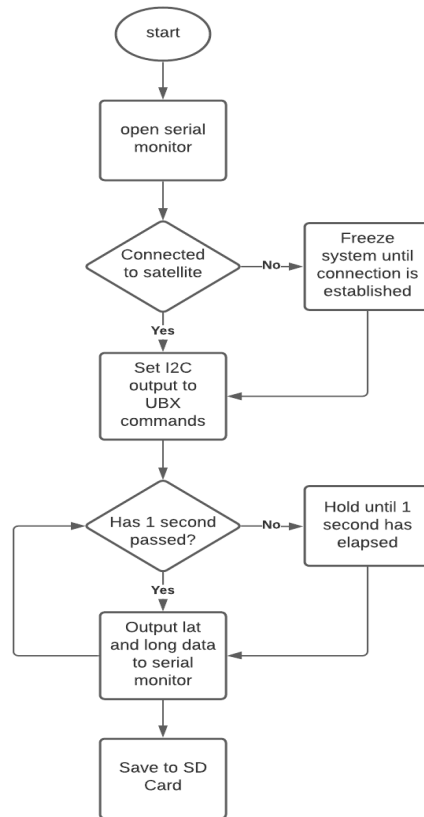 start
open serial
monitor
Connected
to satellite
No
Freeze
system until
connection is
established
Yes
Set I2C
output to
UBX
commands
Has 1 second
passed?
No
Hold until 1
second has
elapsed
Yes
Output lat
and long data
to serial
monitor
Save to SD
Card